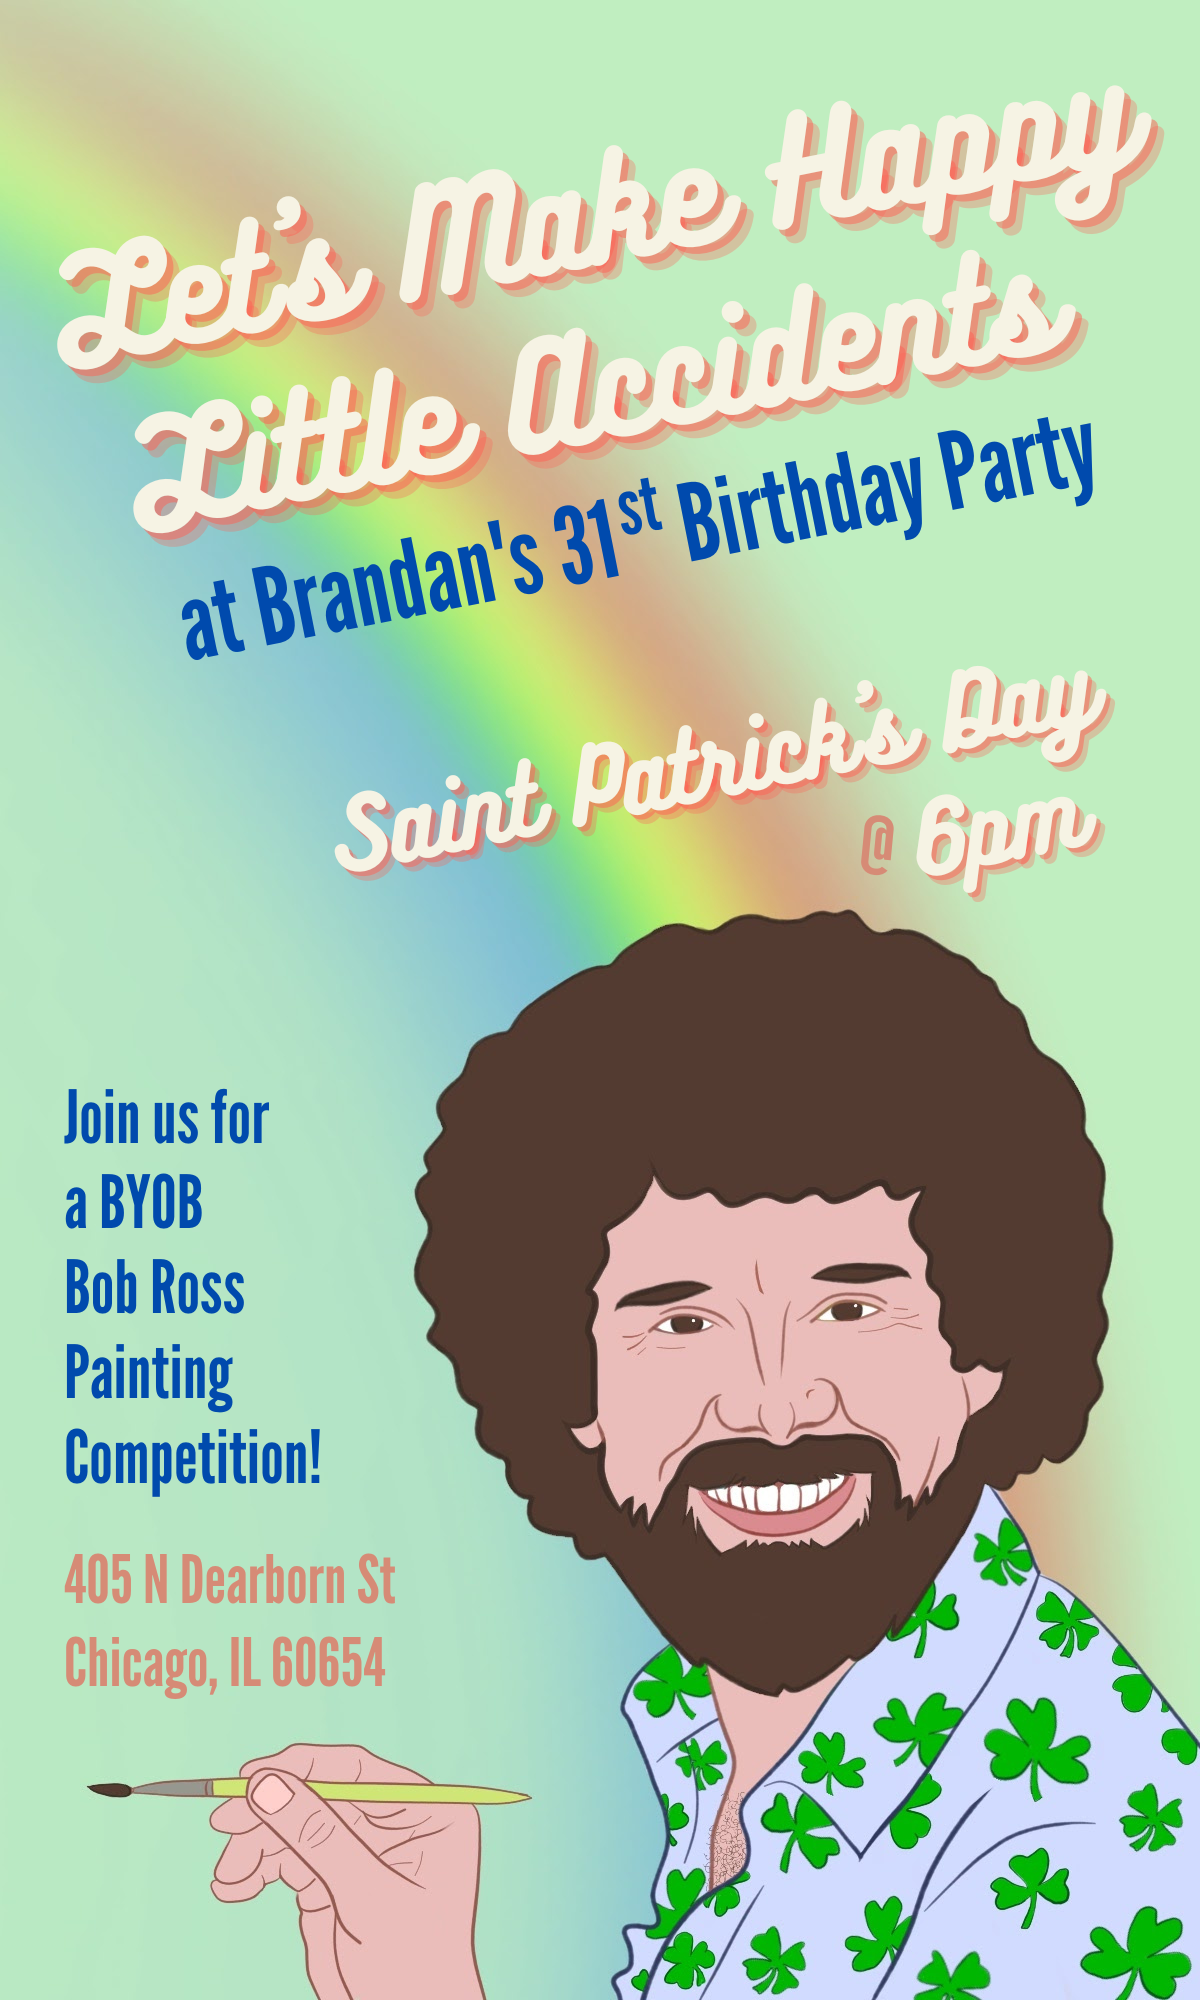 Let's Make Happy
Little Accidents
at Brandan's 31st Birthday Party
Saint Patrick's Day
@ 6pm
Join us for
a BYOB
Bob Ross
Painting
Competition!
405 N Dearborn St
Chicago, IL 60654